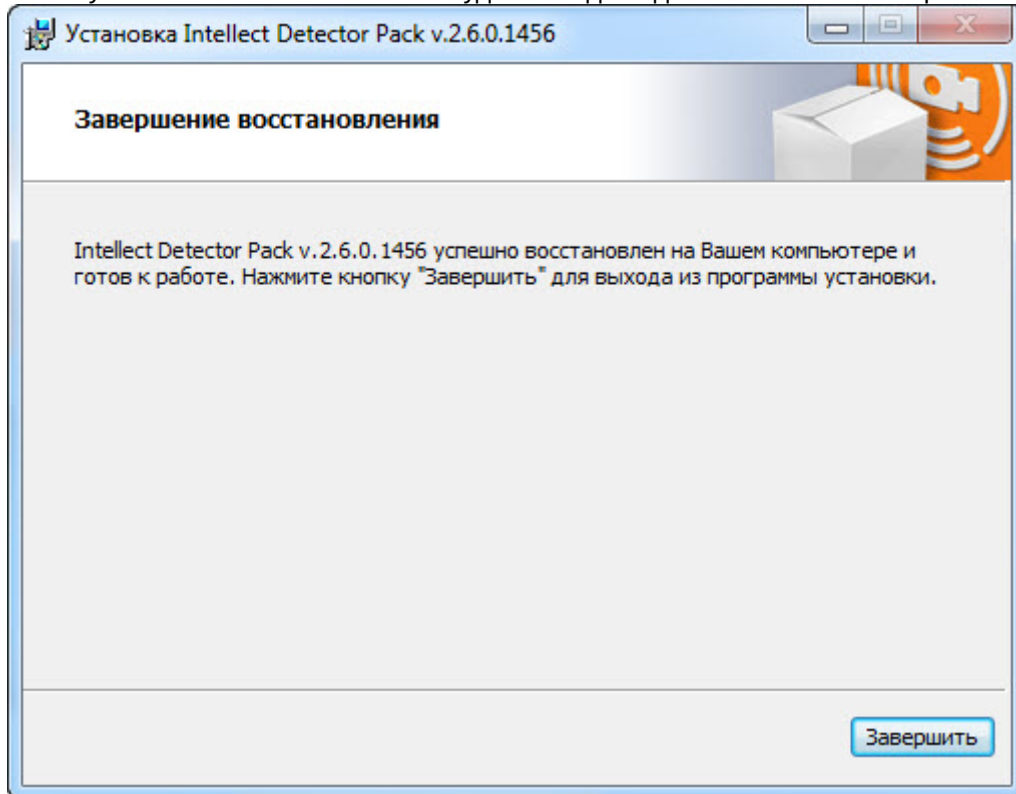 Установка Intellect Detector Pack v.2.6.0.1456
Завершение восстановления
Intellect Detector Pack v.2.6.0.1456 успешно восстановлен на Вашем компьютере и
готов к работе. Нажмите кнопку "Завершить" для выхода из программы установки.
Завершить